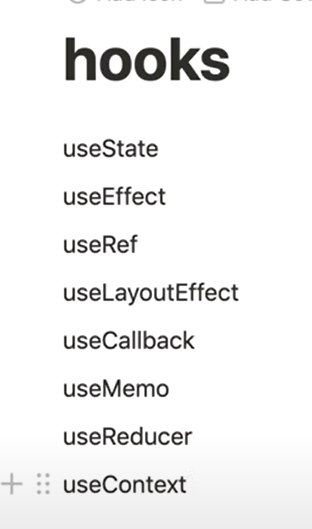 hooks
useState
useEffect
useRef
useLayoutEffect
useCallback
useMemo
useReducer
useContext